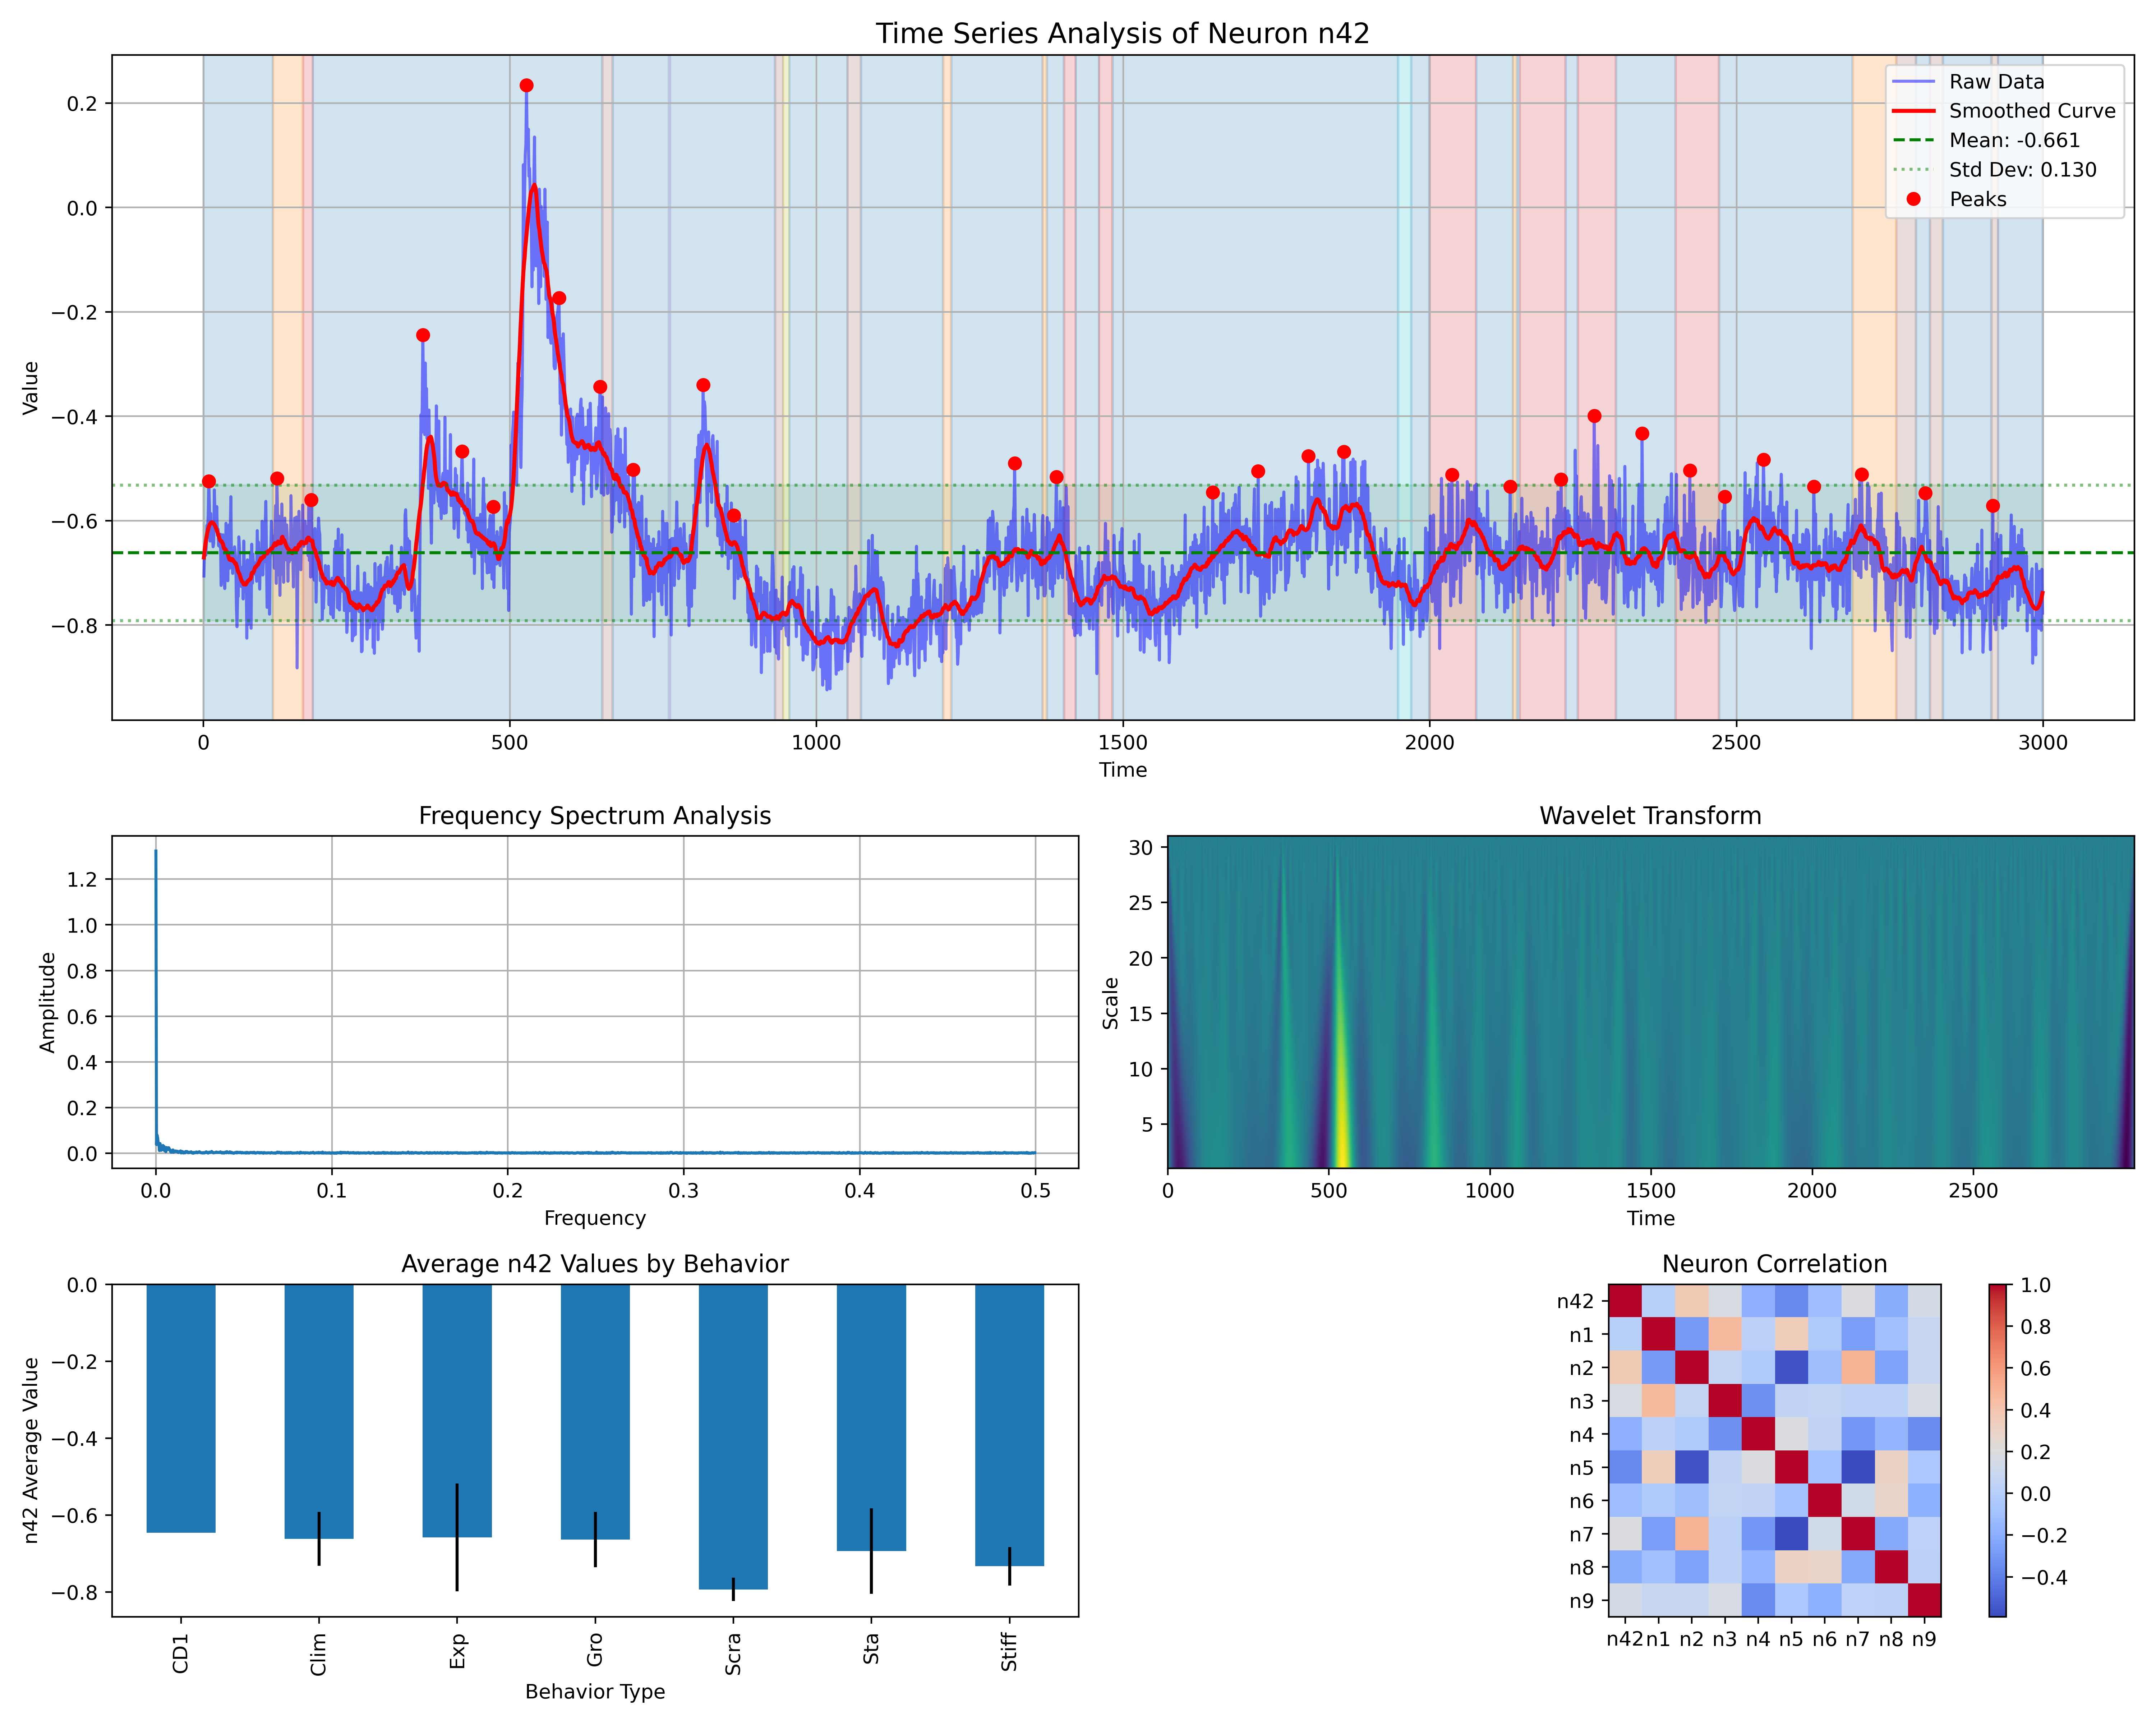 Time Series Analysis of Neuron n42
Raw Data
Smoothed Curve
Mean: -0.661
Std Dev: 0.130
Peaks
Value
0.2
0.0
−0.2
−0.4
−0.6
−0.8
0 500 1000 1500 2000 2500 3000
Time
Frequency Spectrum Analysis
Amplitude
1.2
1.0
0.8
0.6
0.4
0.2
0.0
0.0 0.1 0.2 0.3 0.4 0.5
Frequency
Wavelet Transform
Scale
30
25
20
15
10
5
0 500 1000 1500 2000 2500
Time
Average n42 Values by Behavior
n42 Average Value
0.0
−0.2
−0.4
−0.6
−0.8
CD1 Clim Exp Gro Scra Sta Stiff
Behavior Type
Neuron Correlation
n42
n1
n2
n3
n4
n5
n6
n7
n8
n9
n42 n1 n2 n3 n4 n5 n6 n7 n8 n9
1.0
0.8
0.6
0.4
0.2
0.0
−0.2
−0.4